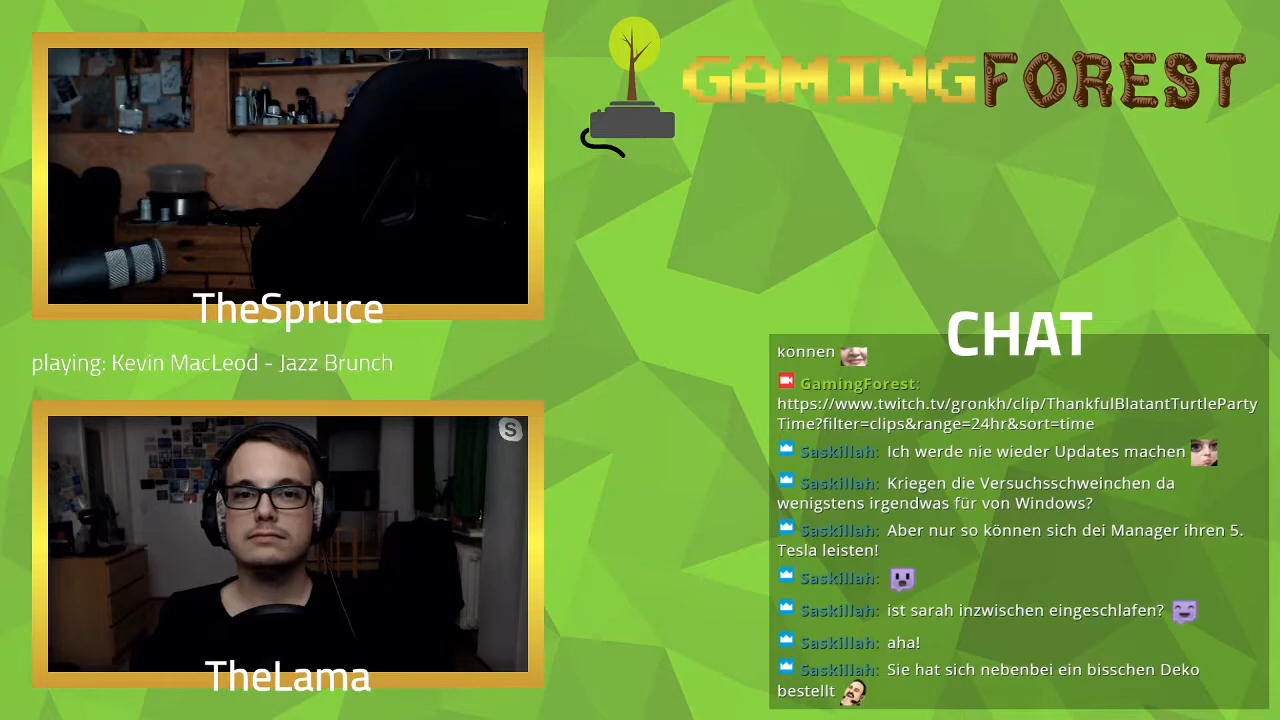 GAMINGFOREST
TheSpruce
playing: Kevin MacLeod - Jazz Brunch
TheLama
CHAT
konnen
GamingForest:
https://www.twitch.tv/gronkh/clip/ThankfulBlatantTurtleParty
Time?filter=clips&range=24hr&sort=time
Saskillah: Ich werde nie wieder Updates machen
Saskillah: Kriegen die Versuchsschweinchen da
wenigstens irgendwas für von Windows?
Saskillah: Aber nur so können sich dei Manager ihren 5.
Tesla leisten!
Saskillah:
Saskillah: ist sarah inzwischen eingeschlafen?
Saskillah: aha!
Saskillah: Sie hat sich nebenbei ein bisschen Deko
bestellt